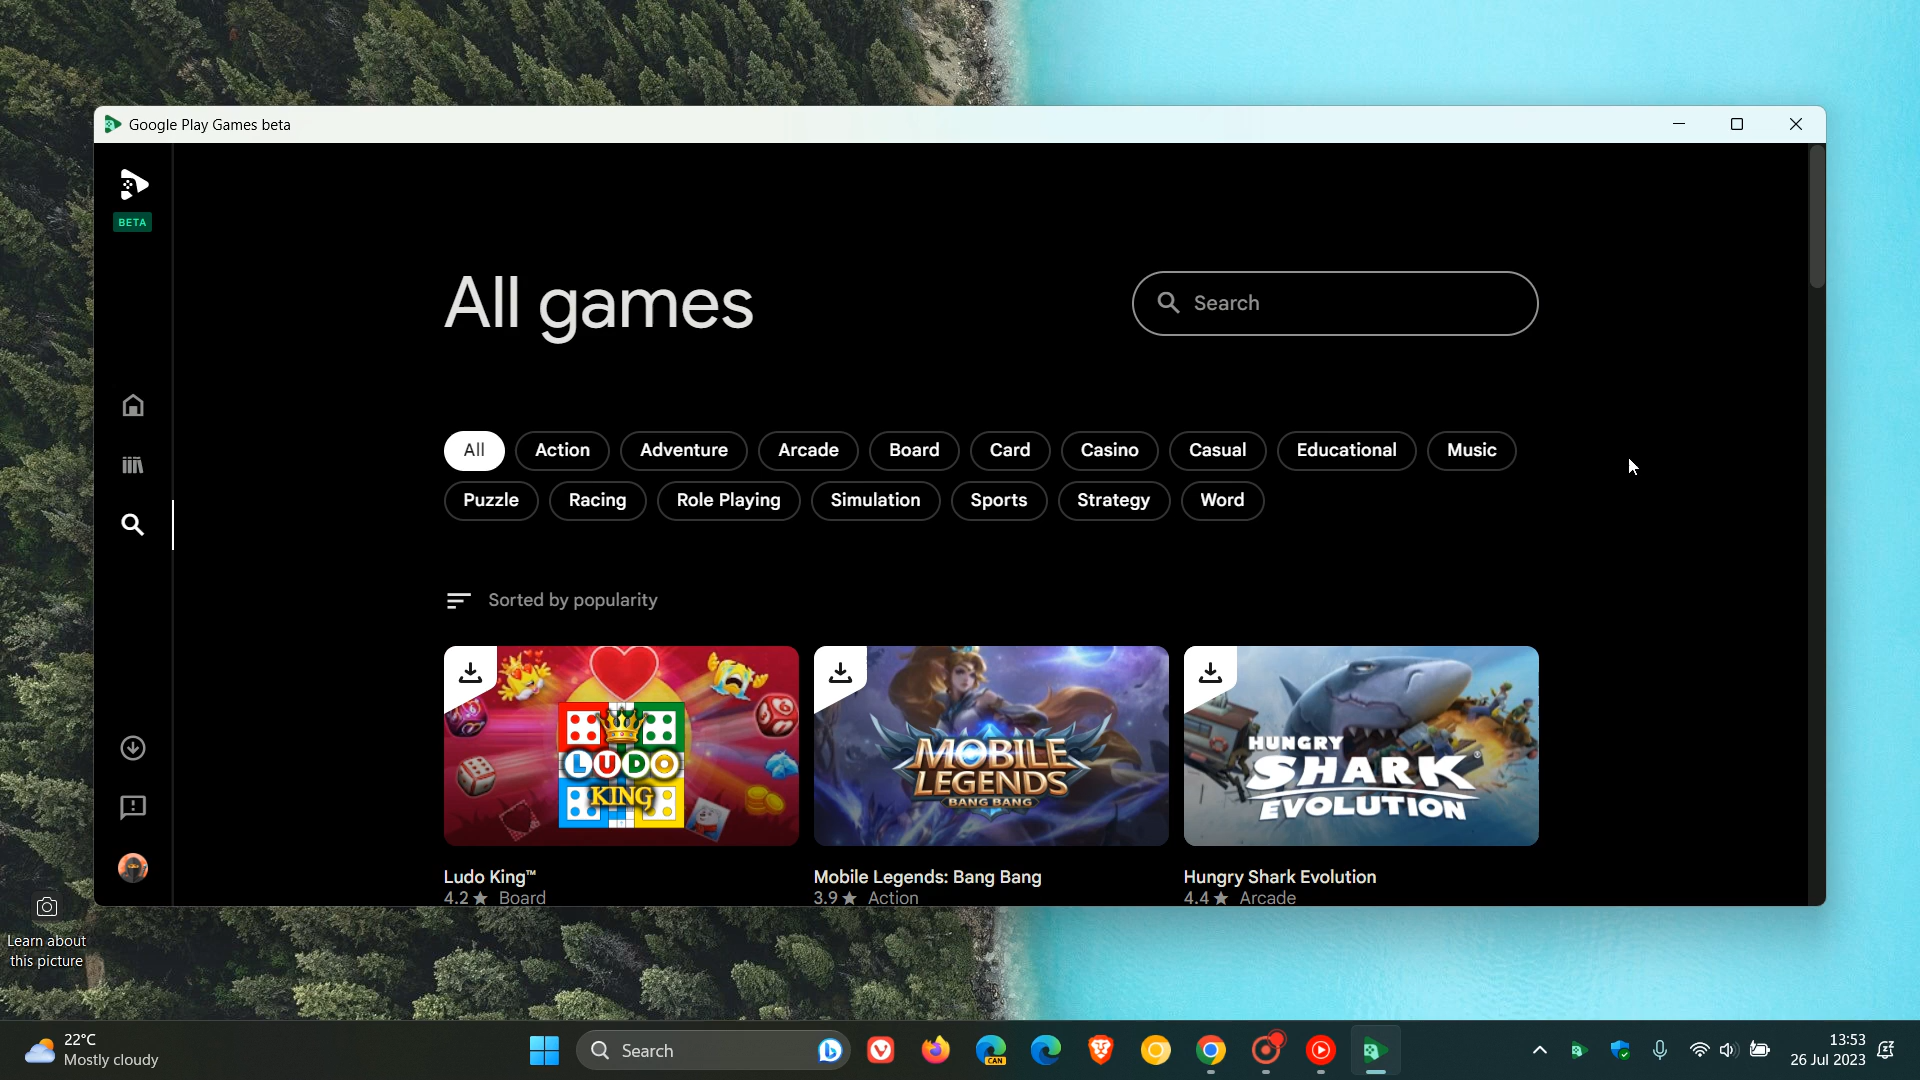 Google Play Games beta
BETA
All games
Search
All Action Adventure Arcade Board Card Casino Casual Educational Music
Puzzle Racing Role Playing Simulation Sports Strategy Word
Sorted by popularity
LUDO
KING
MOBILE
LEGENDS
BANG BANG
HUNGRY
SHARK
EVOLUTION
Ludo King™
4.2★ Board
Mobile Legends: Bang Bang
3.9★ Action
Hungry Shark Evolution
4.4★ Arcade
Learn about
this picture
22°C
Mostly cloudy
Search
CAN
13:53
26 Jul 2023